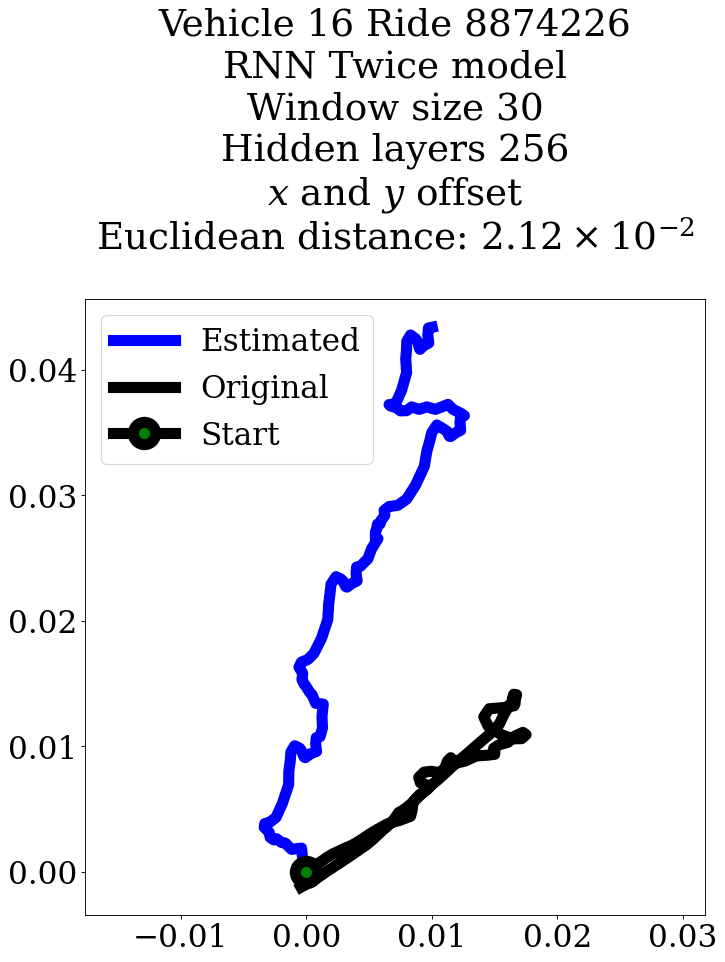 Vehicle 16 Ride 8874226
RNN Twice model
Window size 30
Hidden layers 256
x and y offset
Euclidean distance: 2.12 × 10⁻²
Estimated
Original
Start
0.04
0.03
0.02
0.01
0.00
−0.01 0.00 0.01 0.02 0.03